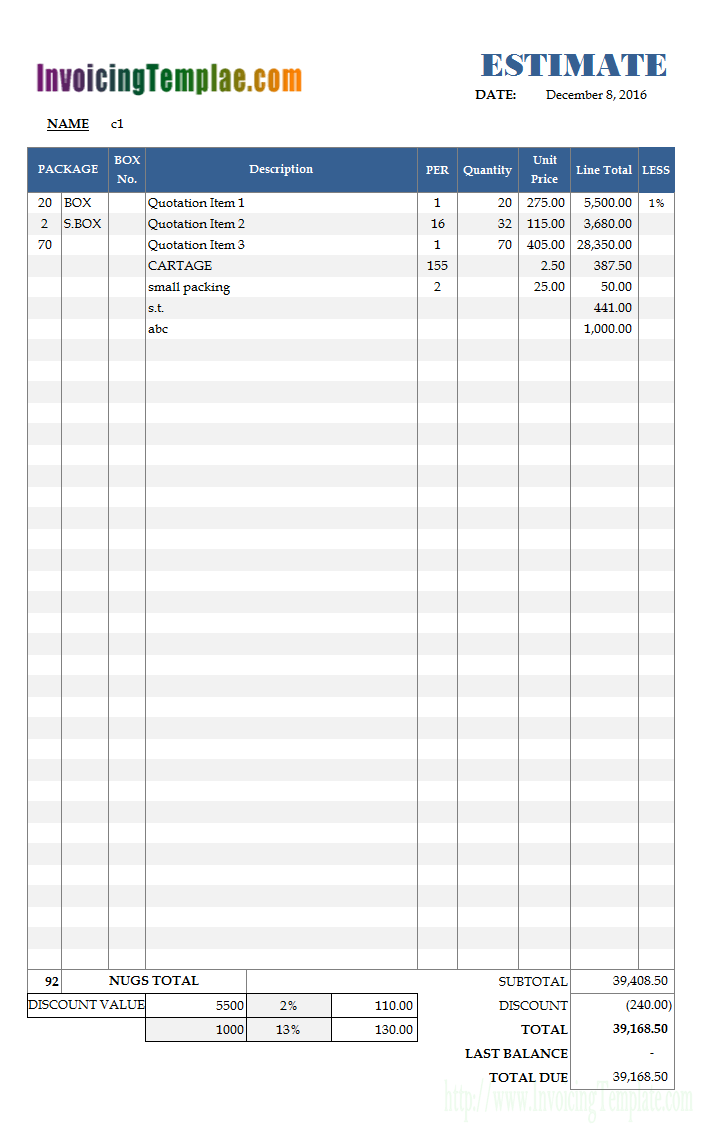 InvoicingTemplae.com
ESTIMATE
DATE: December 8, 2016
NAME c1
PACKAGE BOX No. Description PER Quantity Unit Price Line Total LESS
20 BOX Quotation Item 1 1 20 275.00 5,500.00 1%
2 S.BOX Quotation Item 2 16 32 115.00 3,680.00
70 Quotation Item 3 1 70 405.00 28,350.00
CARTAGE 155 2.50 387.50
small packing 2 25.00 50.00
s.t. 441.00
abc 1,000.00
92 NUGS TOTAL SUBTOTAL 39,408.50
DISCOUNT VALUE 5500 2% 110.00 DISCOUNT (240.00)
1000 13% 130.00 TOTAL 39,168.50
LAST BALANCE -
TOTAL DUE 39,168.50
http://www.InvoicingTemplate.com